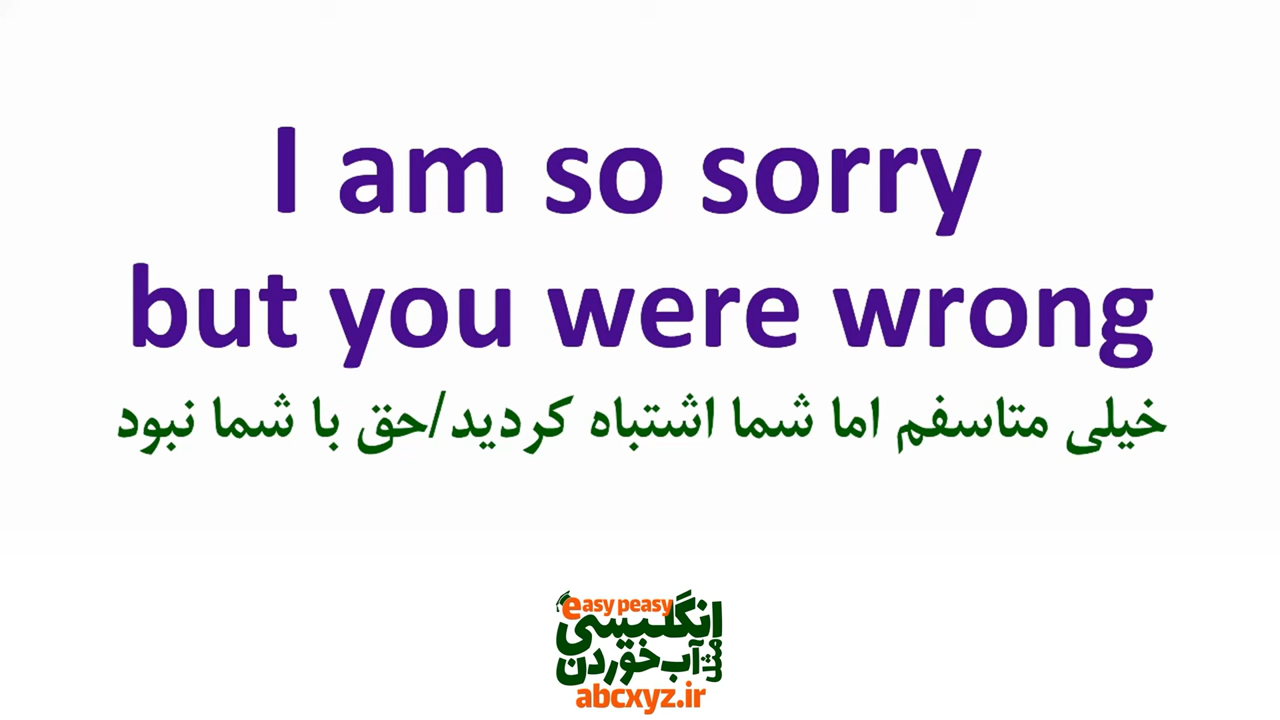 I am so sorry
but you were wrong
خیلی متاسفم اما شما اشتباه کردید/حق با شما نبود
easy peasy
انگلیسی
مثل آب خوردن
abcxyz.ir